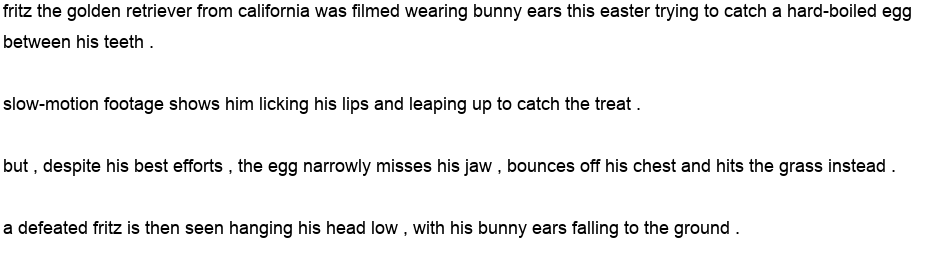 fritz the golden retriever from california was filmed wearing bunny ears this easter trying to catch a hard-boiled egg
between his teeth .
slow-motion footage shows him licking his lips and leaping up to catch the treat .
but , despite his best efforts , the egg narrowly misses his jaw , bounces off his chest and hits the grass instead .
a defeated fritz is then seen hanging his head low , with his bunny ears falling to the ground .